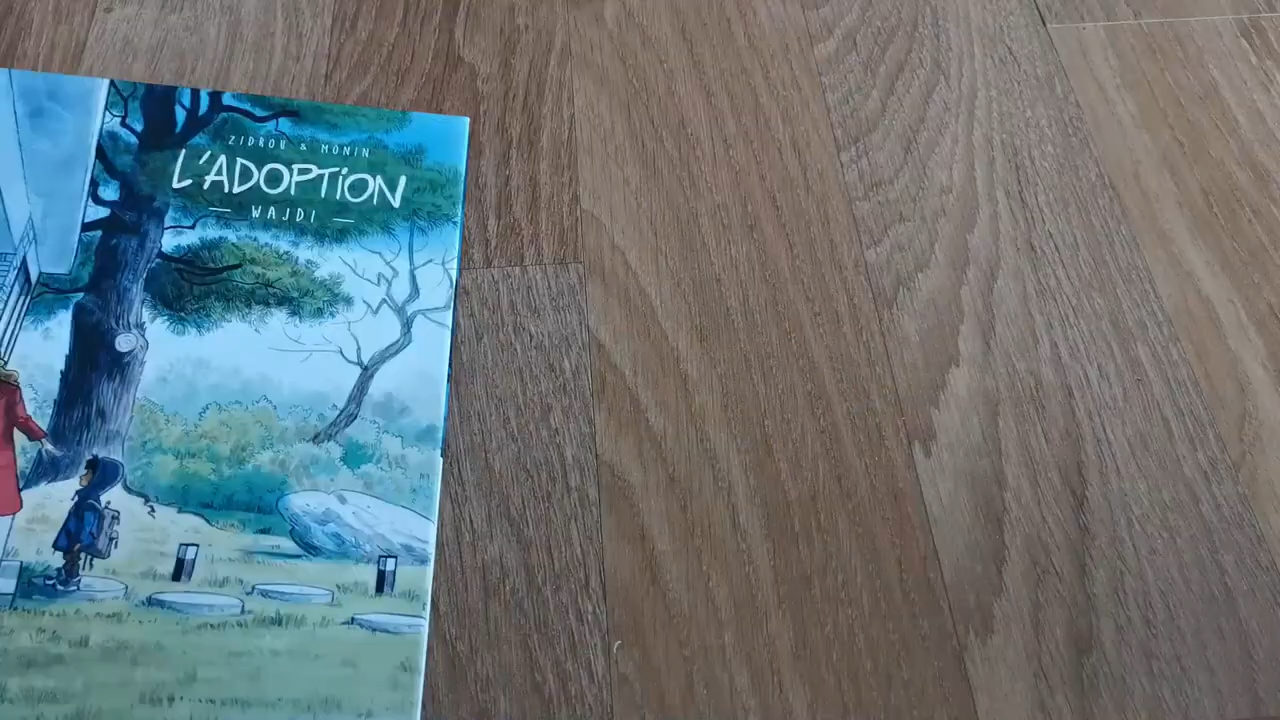 ZIDROU & MONIN
L'ADOPTiON
— WAJDI —